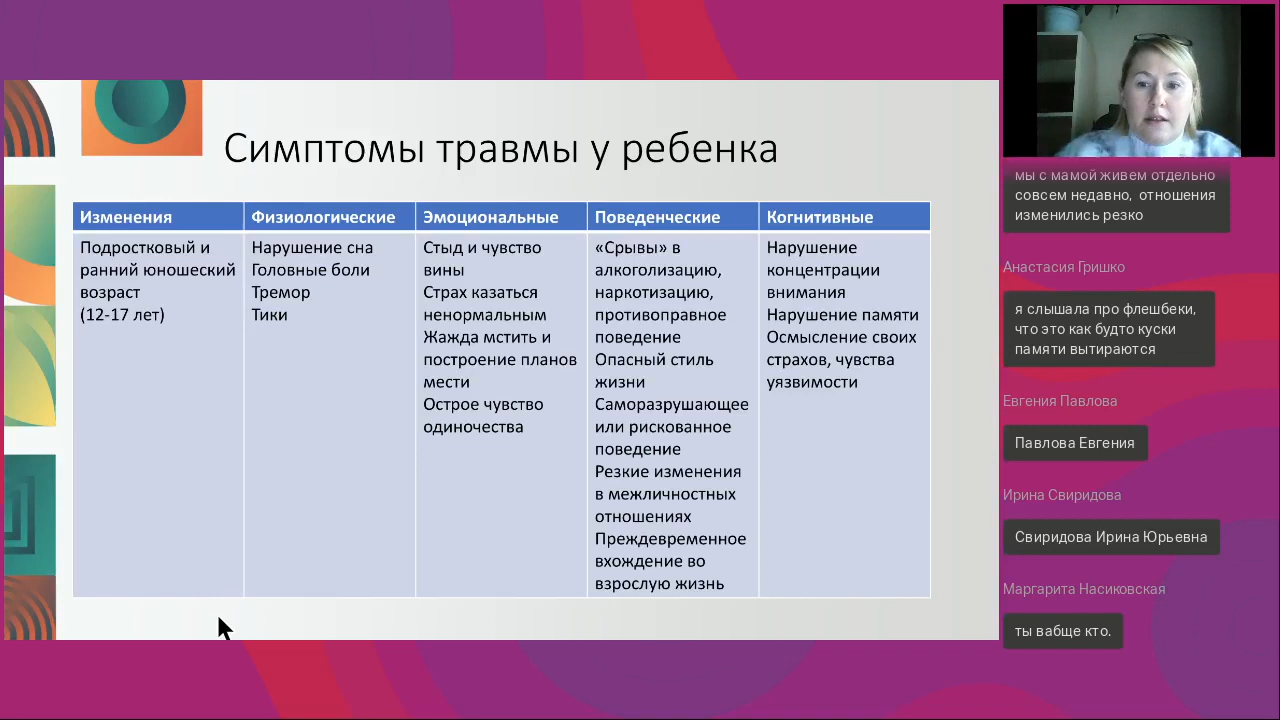 Симптомы травмы у ребенка
Изменения
Физиологические
Эмоциональные
Поведенческие
Когнитивные
Подростковый и
ранний юношеский
возраст
(12-17 лет)
Нарушение сна
Головные боли
Тремор
Тики
Стыд и чувство
вины
Страх казаться
ненормальным
Жажда мстить и
построение планов
мести
Острое чувство
одиночества
«Срывы» в
алкоголизацию,
наркотизацию,
противоправное
поведение
Опасный стиль
жизни
Саморазрушающее
или рискованное
поведение
Резкие изменения
в межличностных
отношениях
Преждевременное
вхождение во
взрослую жизнь
Нарушение
концентрации
внимания
Нарушение памяти
Осмысление своих
страхов, чувства
уязвимости
мы с мамой живем отдельно
совсем недавно, отношения
изменились резко
Анастасия Гришко
я слышала про флешбеки,
что это как будто куски
памяти вытираются
Евгения Павлова
Павлова Евгения
Ирина Свиридова
Свиридова Ирина Юрьевна
Маргарита Насиковская
ты вабще кто.